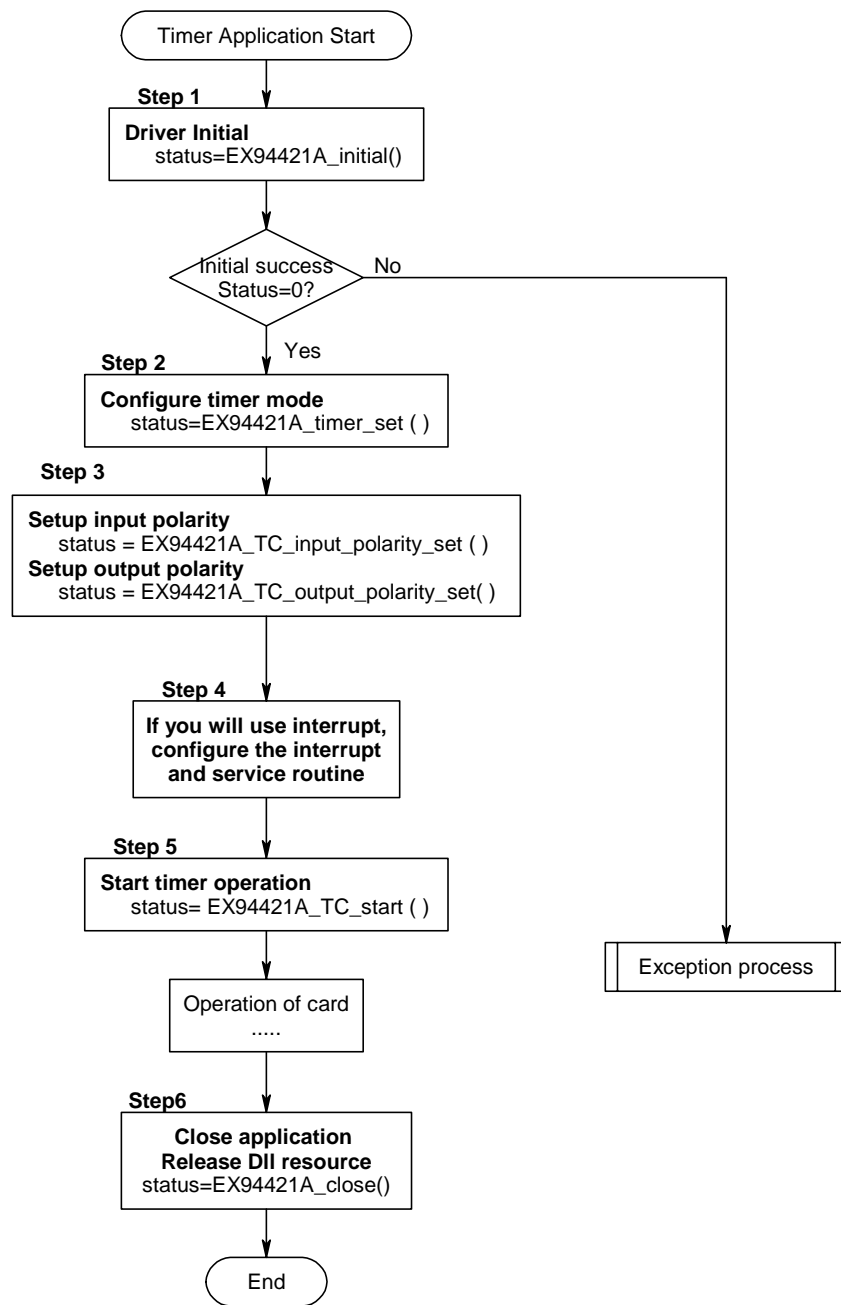 Timer Application Start
Step 1
Driver Initial
status=EX94421A_initial()
Initial success
Status=0?
No
Yes
Step 2
Configure timer mode
status=EX94421A_timer_set ( )
Step 3
Setup input polarity
status = EX94421A_TC_input_polarity_set ( )
Setup output polarity
status = EX94421A_TC_output_polarity_set( )
Step 4
If you will use interrupt,
configure the interrupt
and service routine
Step 5
Start timer operation
status= EX94421A_TC_start ( )
Exception process
Operation of card
.....
Step6
Close application
Release Dll resource
status=EX94421A_close()
End